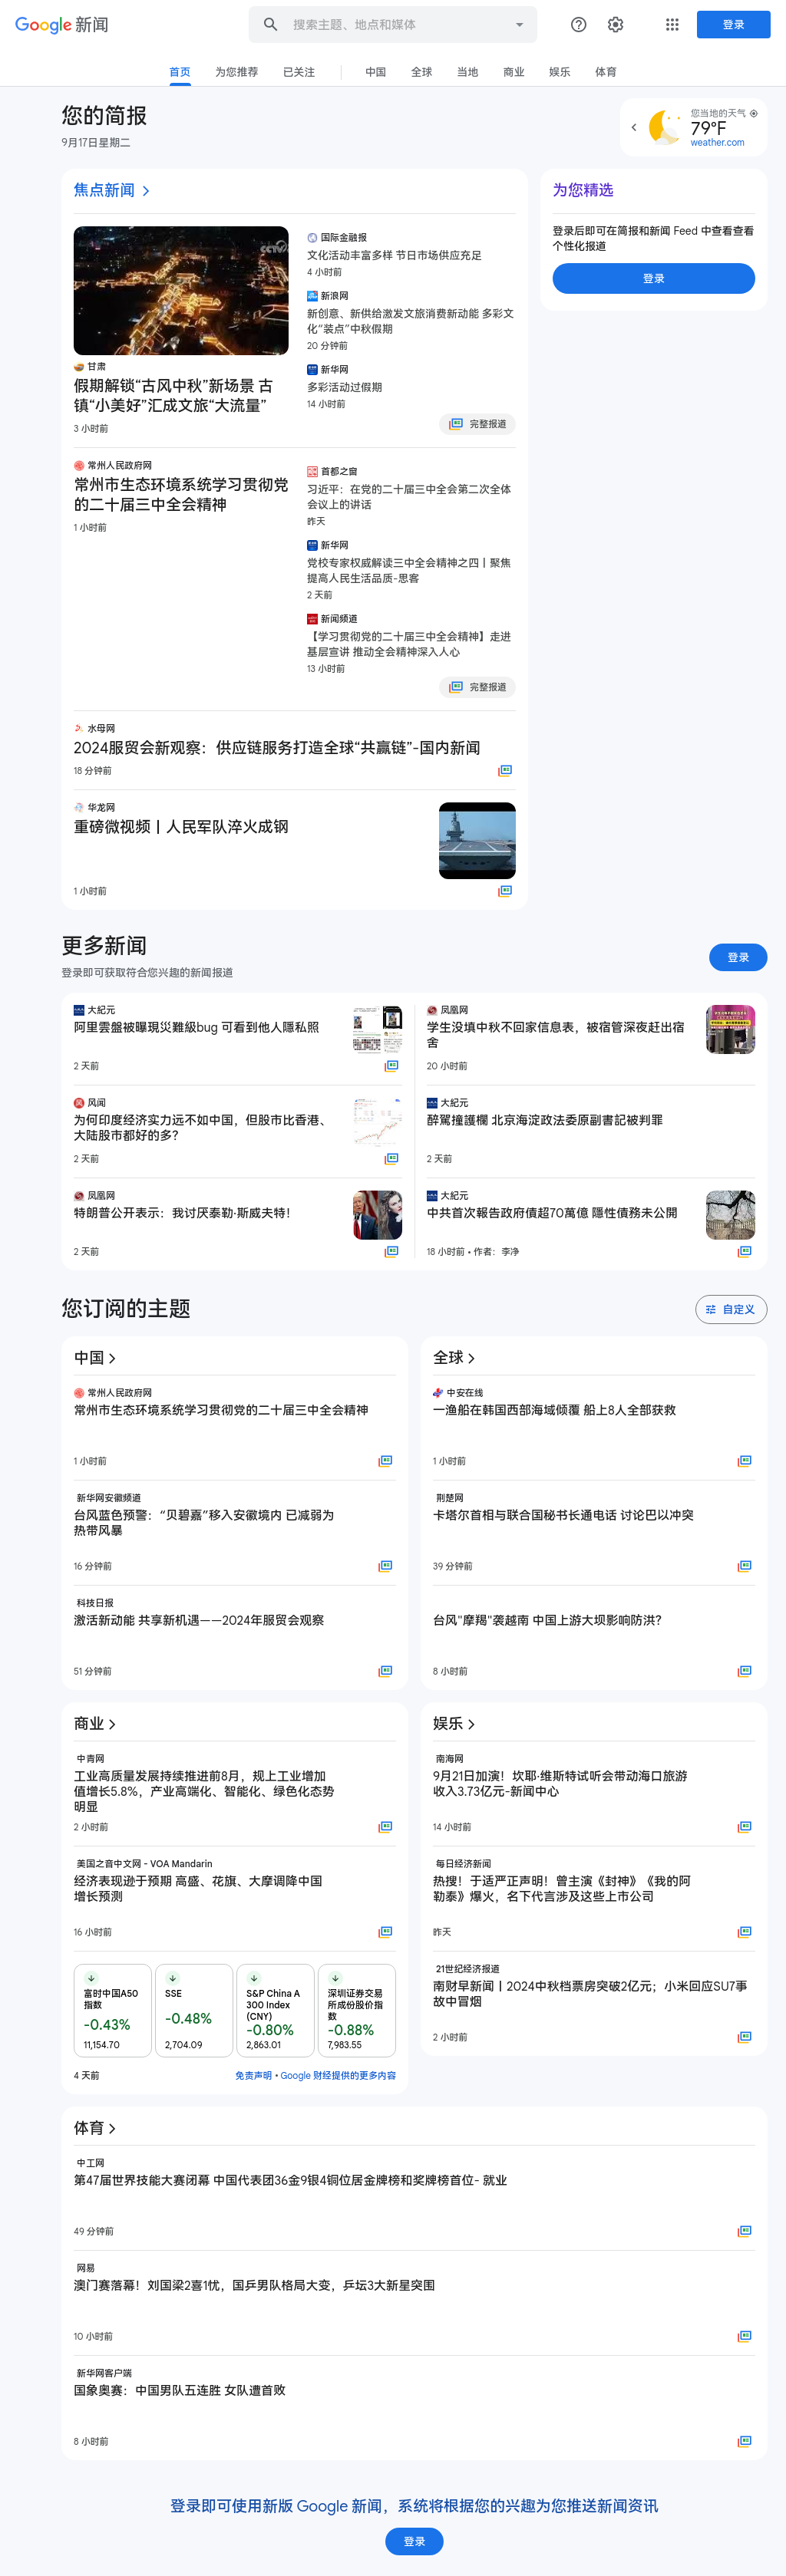 Google 新闻
搜索主题、地点和媒体
登录
首页
为您推荐
已关注
中国
全球
当地
商业
娱乐
体育
您的简报
9月17日星期二
您当地的天气
79°F
weather.com
焦点新闻
甘肃
假期解锁“古风中秋”新场景 古
镇“小美好”汇成文旅“大流量”
3 小时前
国际金融报
文化活动丰富多样 节日市场供应充足
4 小时前
新浪网
新创意、新供给激发文旅消费新动能 多彩文
化“装点”中秋假期
20 分钟前
新华网
多彩活动过假期
14 小时前
完整报道
常州人民政府网
常州市生态环境系统学习贯彻党
的二十届三中全会精神
1 小时前
首都之窗
习近平：在党的二十届三中全会第二次全体
会议上的讲话
昨天
新华网
党校专家权威解读三中全会精神之四丨聚焦
提高人民生活品质-思客
2 天前
新闻频道
【学习贯彻党的二十届三中全会精神】走进
基层宣讲 推动全会精神深入人心
13 小时前
完整报道
水母网
2024服贸会新观察：供应链服务打造全球“共赢链”-国内新闻
18 分钟前
华龙网
重磅微视频丨人民军队淬火成钢
1 小时前
为您精选
登录后即可在简报和新闻 Feed 中查看查看
个性化报道
登录
更多新闻
登录即可获取符合您兴趣的新闻报道
登录
大紀元
阿里雲盤被曝現災難級bug 可看到他人隱私照
2 天前
凤凰网
学生没填中秋不回家信息表，被宿管深夜赶出宿
舍
20 小时前
风闻
为何印度经济实力远不如中国，但股市比香港、
大陆股市都好的多？
2 天前
大紀元
醉駕撞護欄 北京海淀政法委原副書記被判罪
2 天前
凤凰网
特朗普公开表示：我讨厌泰勒·斯威夫特！
2 天前
大紀元
中共首次報告政府債超70萬億 隱性債務未公開
18 小时前 • 作者：李净
您订阅的主题
自定义
中国
常州人民政府网
常州市生态环境系统学习贯彻党的二十届三中全会精神
1 小时前
新华网安徽频道
台风蓝色预警：“贝碧嘉”移入安徽境内 已减弱为
热带风暴
16 分钟前
科技日报
激活新动能 共享新机遇——2024年服贸会观察
51 分钟前
全球
中安在线
一渔船在韩国西部海域倾覆 船上8人全部获救
1 小时前
荆楚网
卡塔尔首相与联合国秘书长通电话 讨论巴以冲突
39 分钟前
台风"摩羯"袭越南 中国上游大坝影响防洪？
8 小时前
商业
中青网
工业高质量发展持续推进前8月，规上工业增加
值增长5.8%，产业高端化、智能化、绿色化态势
明显
2 小时前
美国之音中文网 - VOA Mandarin
经济表现逊于预期 高盛、花旗、大摩调降中国
增长预测
16 小时前
富时中国A50
指数
-0.43%
11,154.70
SSE
-0.48%
2,704.09
S&P China A
300 Index
(CNY)
-0.80%
2,863.01
深圳证券交易
所成份股价指
数
-0.88%
7,983.55
4 天前
免责声明 • Google 财经提供的更多内容
娱乐
南海网
9月21日加演！坎耶·维斯特试听会带动海口旅游
收入3.73亿元-新闻中心
14 小时前
每日经济新闻
热搜！于适严正声明！曾主演《封神》《我的阿
勒泰》爆火，名下代言涉及这些上市公司
昨天
21世纪经济报道
南财早新闻丨2024中秋档票房突破2亿元；小米回应SU7事
故中冒烟
2 小时前
体育
中工网
第47届世界技能大赛闭幕 中国代表团36金9银4铜位居金牌榜和奖牌榜首位- 就业
49 分钟前
网易
澳门赛落幕！刘国梁2喜1忧，国乒男队格局大变，乒坛3大新星突围
10 小时前
新华网客户端
国象奥赛：中国男队五连胜 女队遭首败
8 小时前
登录即可使用新版 Google 新闻，系统将根据您的兴趣为您推送新闻资讯
登录